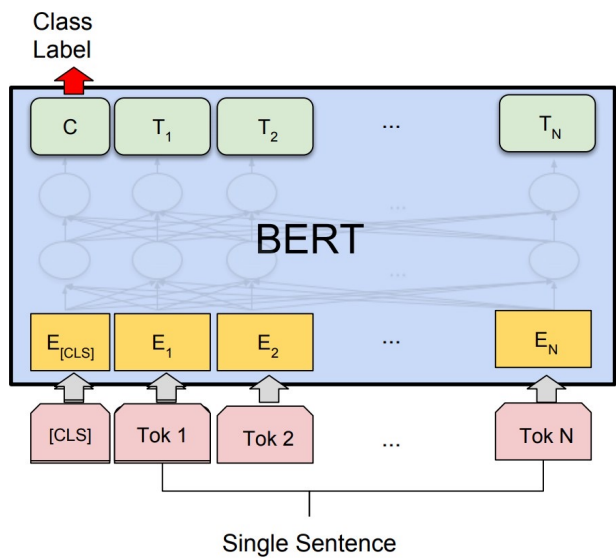 Class
Label
C T1 T2 ... TN
...
BERT
...
E[CLS] E1 E2 ... EN
[CLS] Tok 1 Tok 2 ... Tok N
Single Sentence